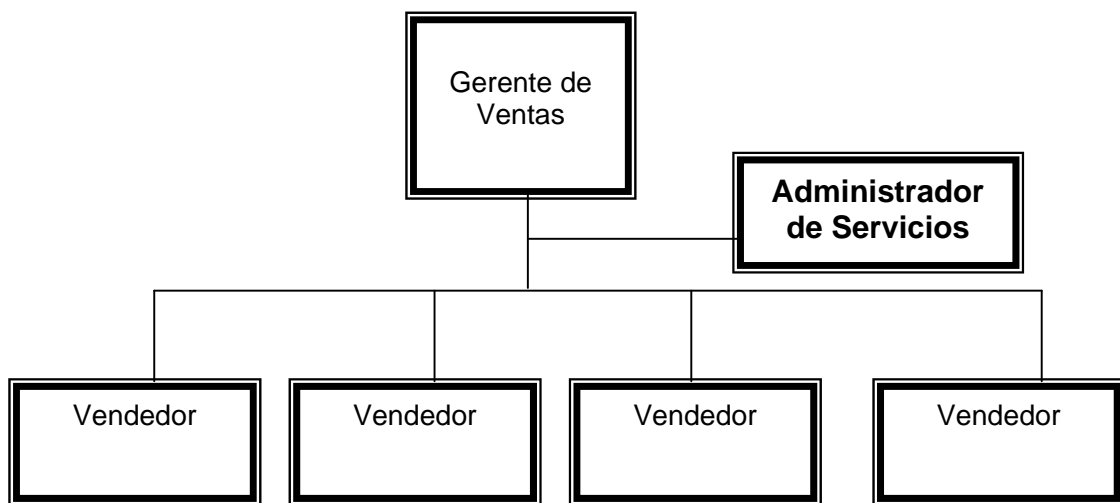 Gerente de
Ventas
Administrador
de Servicios
Vendedor
Vendedor
Vendedor
Vendedor